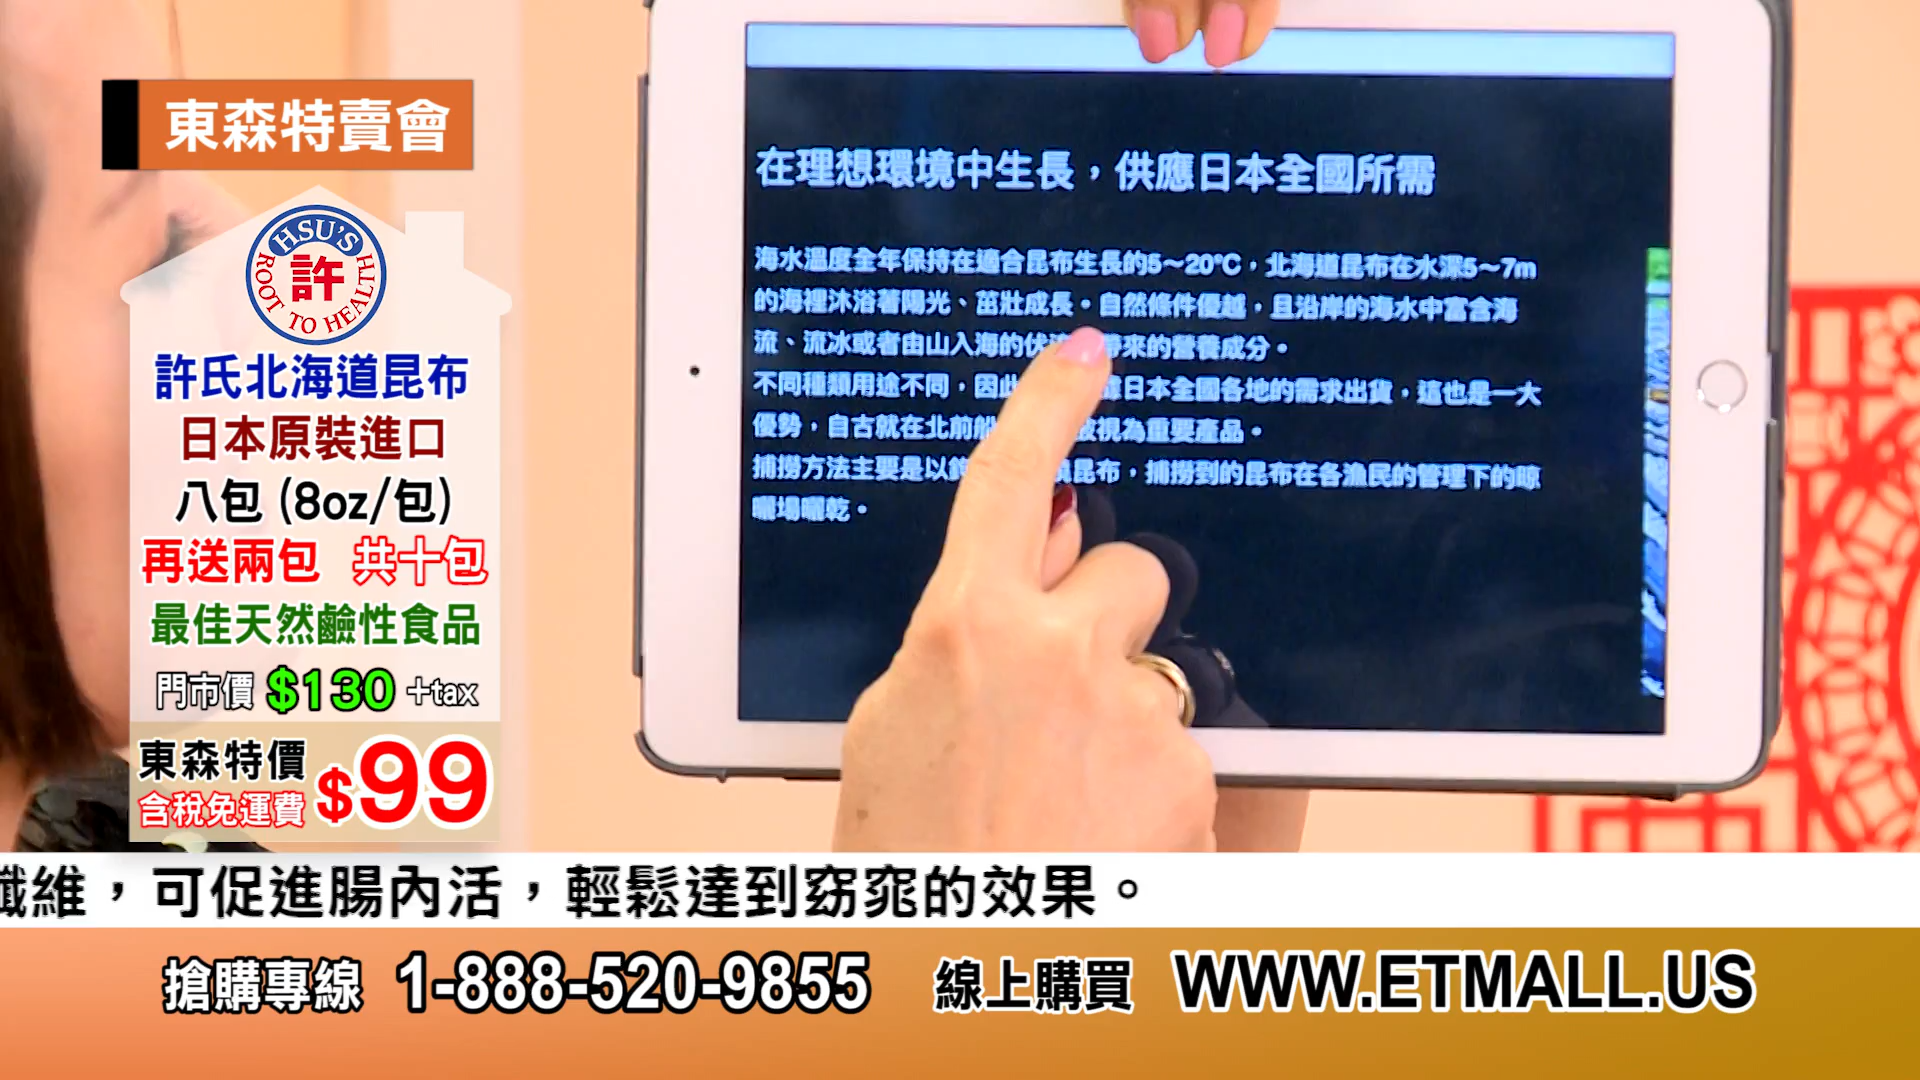 東森特賣會
HSU'S
許
ROOT TO HEALTH
許氏北海道昆布
日本原裝進口
八包 (8oz/包)
再送兩包 共十包
最佳天然鹼性食品
門市價 $130 +tax
東森特價
含稅免運費 $99
在理想環境中生長，供應日本全國所需
海水溫度全年保持在適合昆布生長的5～20°C，北海道昆布在水深5～7m
的海裡沐浴著陽光、茁壯成長。自然條件優越，且沿岸的海水中富含海
流、流冰或者由山入海的伏 帶來的營養成分。
不同種類用途不同，因此 日本全國各地的需求出貨，這也是一大
優勢，自古就在北前船 被視為重要產品。
捕撈方法主要是以 昆布，捕撈到的昆布在各漁民的管理下的晾
曬場曬乾。
維，可促進腸內活，輕鬆達到窈窕的效果。
搶購專線 1-888-520-9855 線上購買 WWW.ETMALL.US